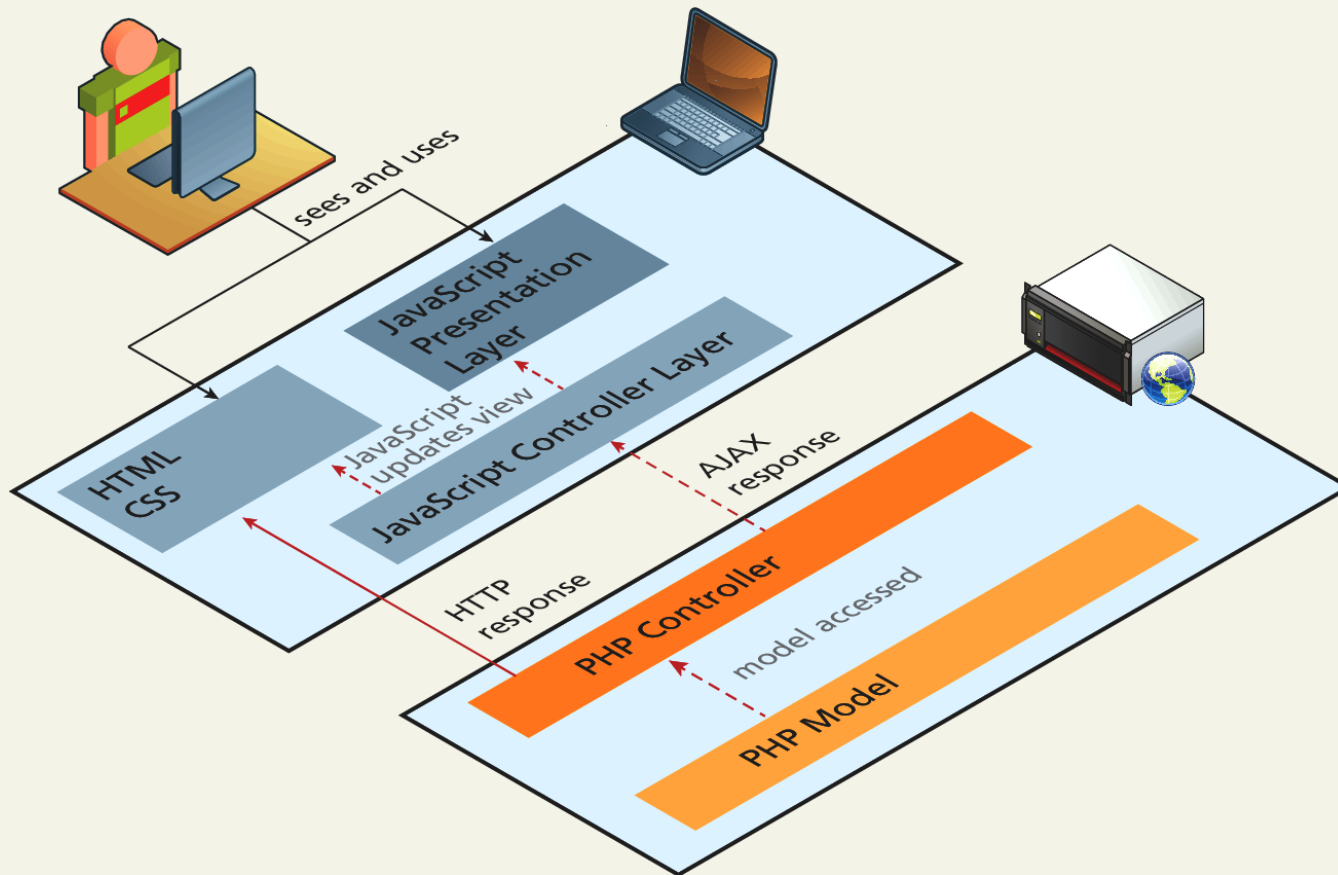 sees and uses
JavaScript
Presentation
Layer
HTML
CSS
JavaScript
updates view
JavaScript Controller Layer
AJAX
response
HTTP
response
PHP Controller
model accessed
PHP Model